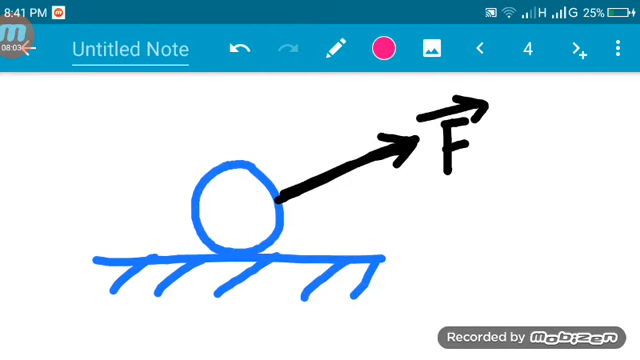 8:41 PM H G 25%
m
08:03 Untitled Note 4
F
Recorded by mobizen